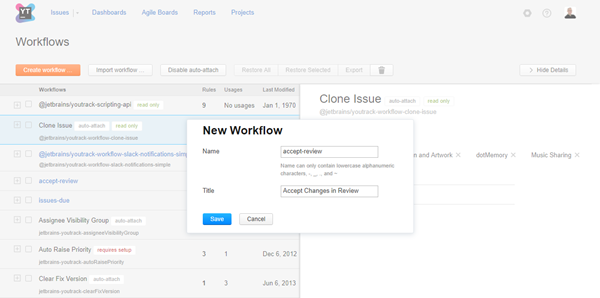 YT
Issues
Dashboards
Agile Boards
Reports
Projects
Workflows
Create workflow ...
Import workflow ...
Disable auto-attach
Restore All
Restore Selected
Export
Hide Details
Workflows
Rules
Usages
Last Modified
@jetbrains/youtrack-scripting-api read only
9
No usages
Jan 1, 1970
Clone Issue auto-attach read only
@jetbrains/youtrack-workflow-clone-issue
@jetbrains/youtrack-workflow-slack-notifications-simple
@jetbrains/youtrack-workflow-slack-notifications-simple
accept-review
issues-due
Assignee Visibility Group auto-attach
jetbrains-youtrack-assigneeVisibilityGroup
Auto Raise Priority requires setup
3
1
Dec 6, 2012
jetbrains-youtrack-autoRaisePriority
Clear Fix Version auto-attach
1
3
Jun 6, 2013
jetbrains-youtrack-clearFixVersion
New Workflow
Name
accept-review
Name can only contain lowercase alphanumeric
characters, -, _, . and ~
Title
Accept Changes in Review
Save
Cancel
Clone Issue auto-attach read only
@jetbrains/youtrack-workflow-clone-issue
and Artwork
dotMemory
Music Sharing